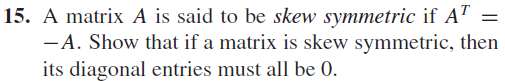 15. A matrix A is said to be skew symmetric if Aᵀ =
−A. Show that if a matrix is skew symmetric, then
its diagonal entries must all be 0.